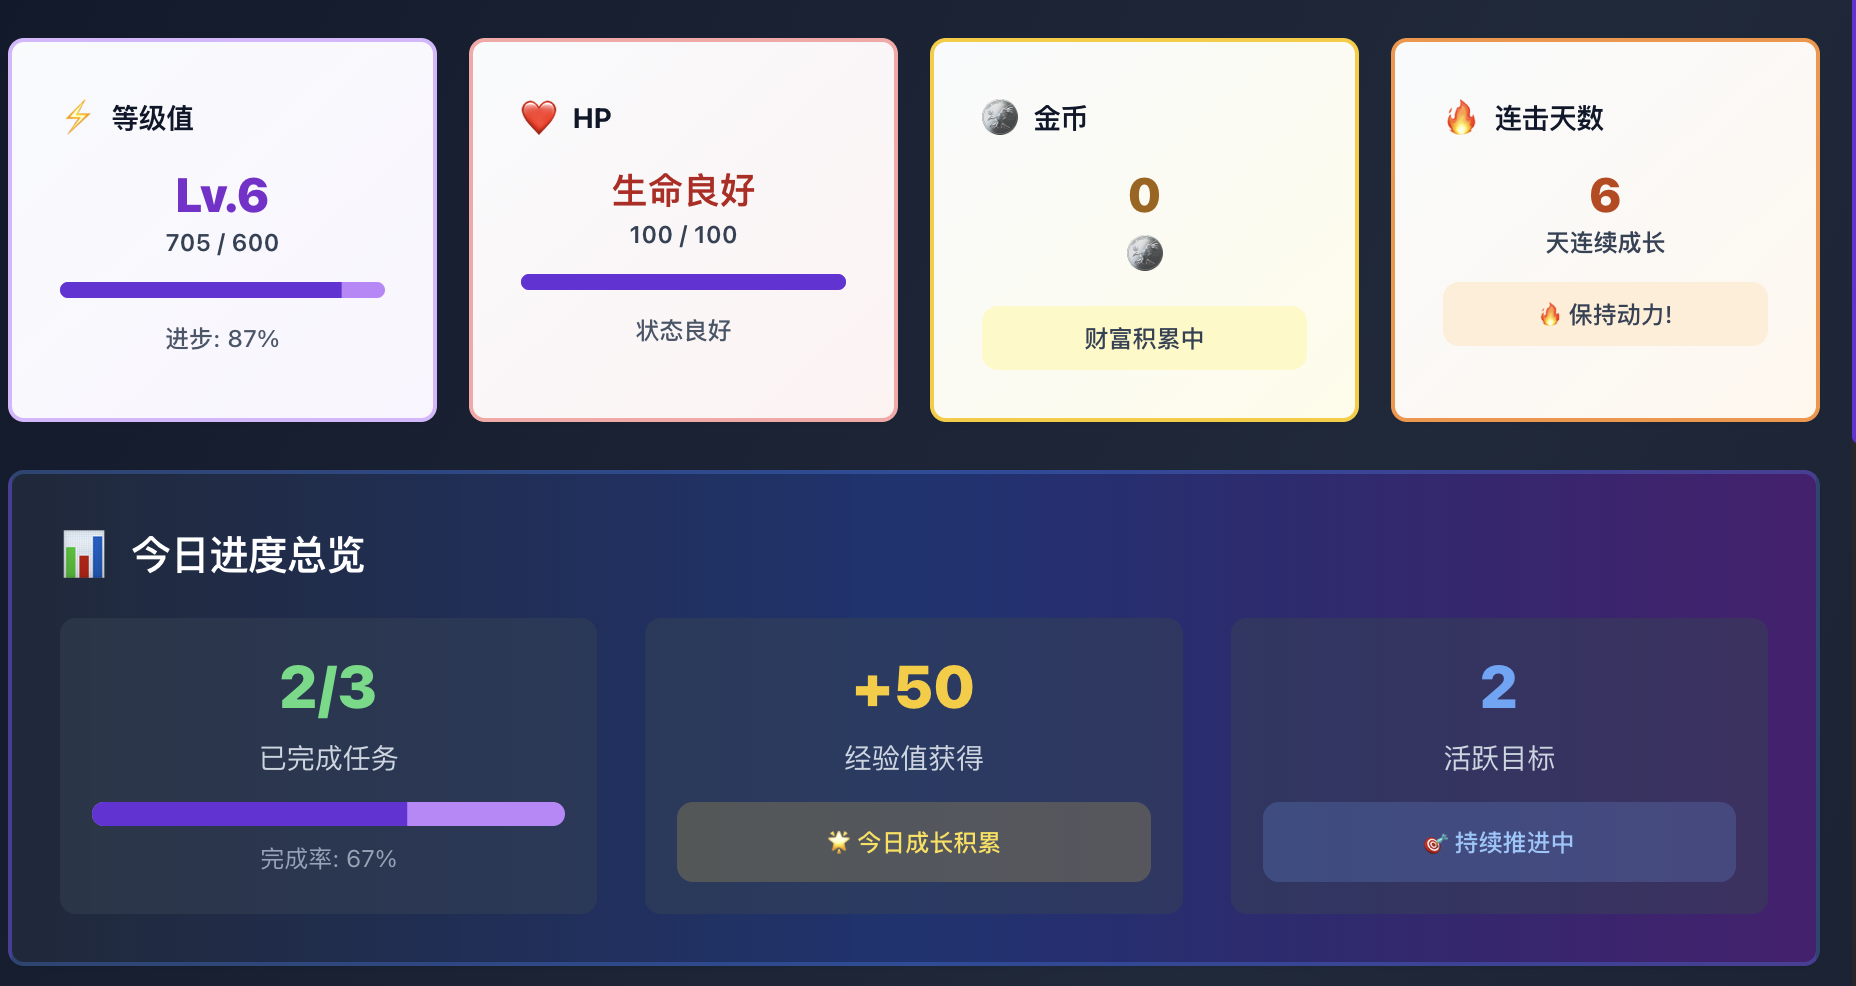 ⚡ 等级值
Lv.6
705 / 600
进步: 87%
❤️ HP
生命良好
100 / 100
状态良好
金币
0
财富积累中
🔥 连击天数
6
天连续成长
🔥 保持动力!
📊 今日进度总览
2/3
已完成任务
完成率: 67%
+50
经验值获得
🌟 今日成长积累
2
活跃目标
🎯 持续推进中